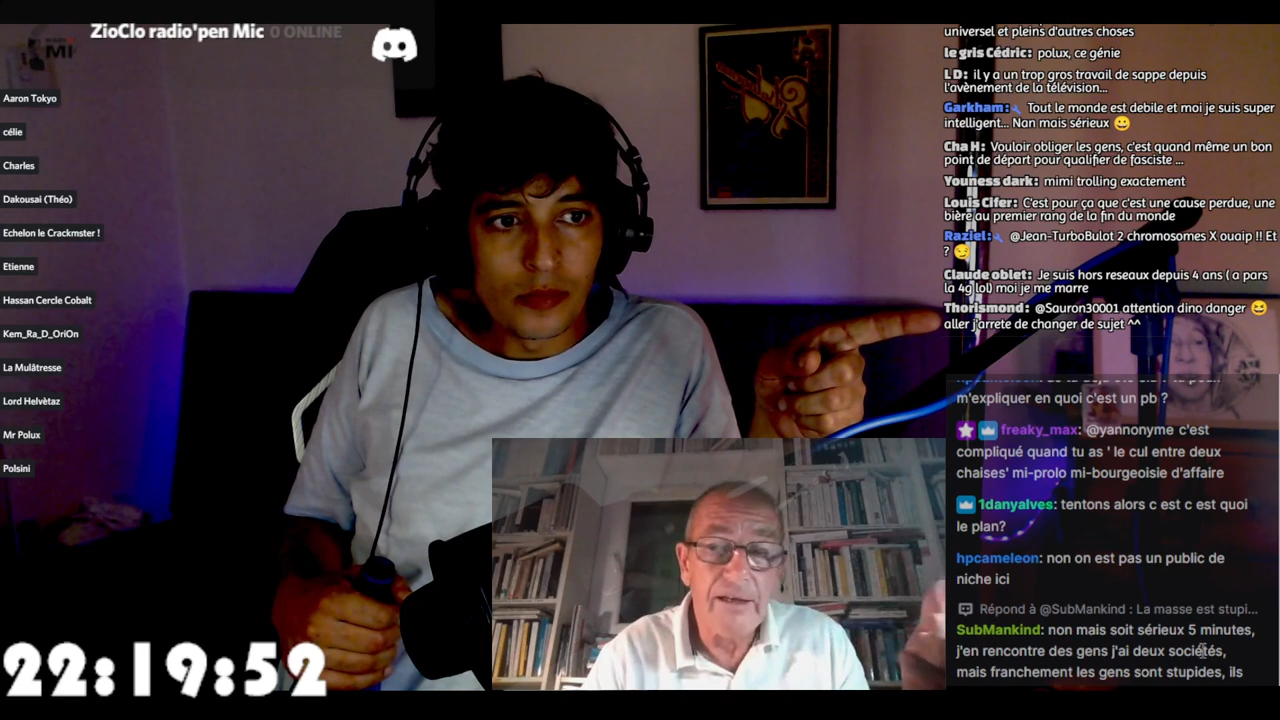 ZioClo radio'pen Mic 0 ONLINE
MI
Aaron Tokyo
célie
Charles
Dakousai (Théo)
Echelon le Crackmster !
Etienne
Hassan Cercle Cobalt
Kem_Ra_D_OriOn
La Mulâtresse
Lord Helvètaz
Mr Polux
Polsini
22:19:52
universel et pleins d'autres choses
le gris Cédric: polux, ce génie
L D: il y a un trop gros travail de sappe depuis
l'avènement de la télévision...
Garkham: Tout le monde est debile et moi je suis super
intelligent... Nan mais sérieux 😀
Cha H: Vouloir obliger les gens, c'est quand même un bon
point de départ pour qualifier de fasciste ...
Youness dark: mimi trolling exactement
Louis Cifer: C'est pour ça que c'est une cause perdue, une
bière au premier rang de la fin du monde
Raziel: @Jean-TurboBulot 2 chromosomes X ouaip !! Et
? 😏
Claude oblet: Je suis hors reseaux depuis 4 ans ( a pars
la 4g lol) moi je me marre
Thorismond: @Sauron30001 attention dino danger 😆
aller j'arrete de changer de sujet ^^
m'expliquer en quoi c'est un pb ?
freaky_max: @yannonyme c'est
compliqué quand tu as ' le cul entre deux
chaises' mi-prolo mi-bourgeoisie d'affaire
1danyalves: tentons alors c est c est quoi
le plan?
hpcameleon: non on est pas un public de
niche ici
Répond à @SubMankind : La masse est stupi...
SubMankind: non mais soit sérieux 5 minutes,
j'en rencontre des gens j'ai deux sociétés,
mais franchement les gens sont stupides, ils